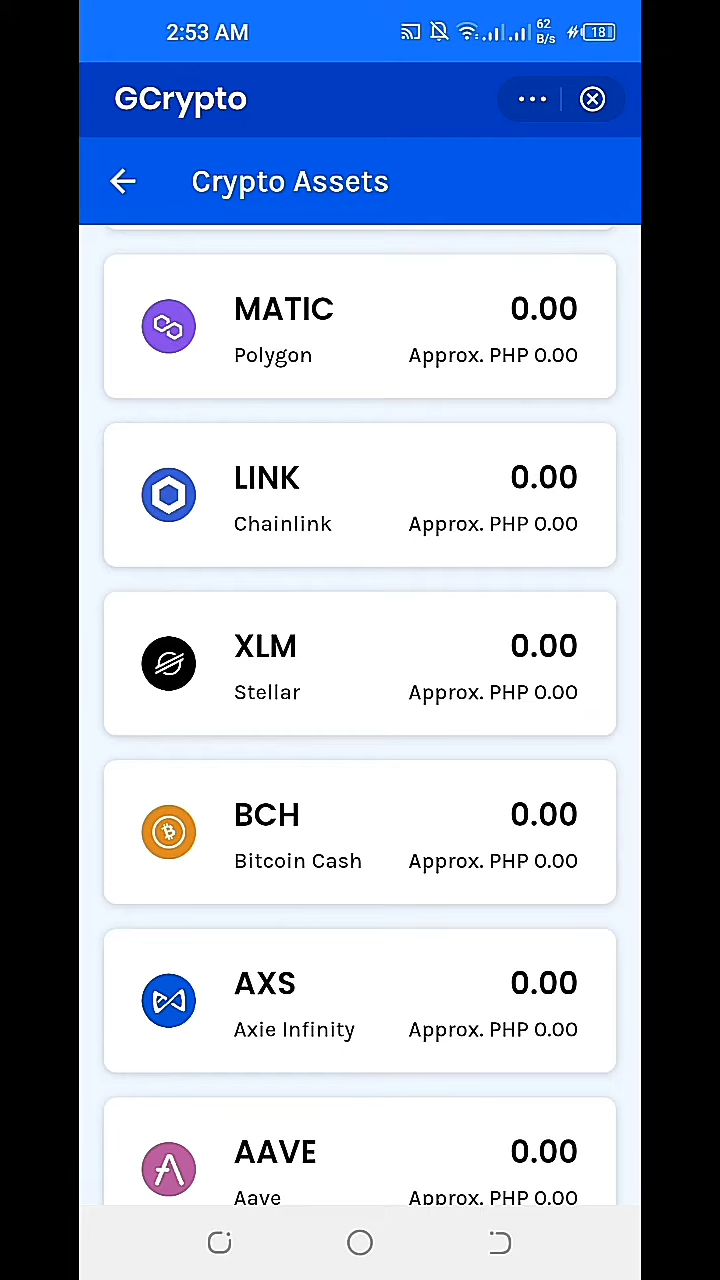 2:53 AM
62
B/s
18
GCrypto
Crypto Assets
MATIC
0.00
Polygon
Approx. PHP 0.00
LINK
0.00
Chainlink
Approx. PHP 0.00
XLM
0.00
Stellar
Approx. PHP 0.00
BCH
0.00
Bitcoin Cash
Approx. PHP 0.00
AXS
0.00
Axie Infinity
Approx. PHP 0.00
AAVE
0.00
Aave
Approx. PHP 0.00